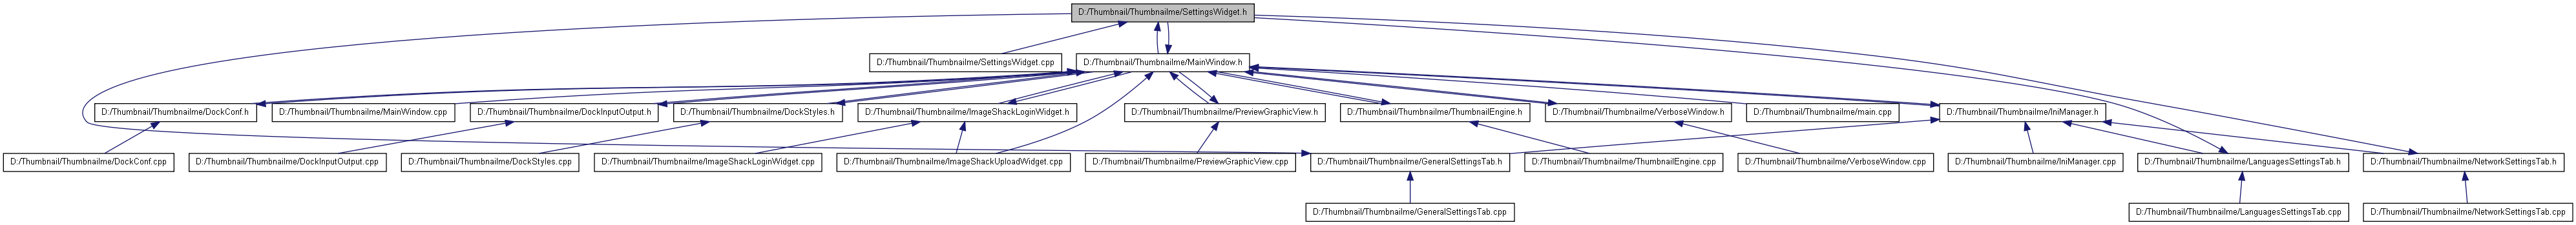 D:/Thumbnail/Thumbnailme/SettingsWidget.h
D:/Thumbnail/Thumbnailme/SettingsWidget.cpp
D:/Thumbnail/Thumbnailme/MainWindow.h
D:/Thumbnail/Thumbnailme/DockConf.h
D:/Thumbnail/Thumbnailme/MainWindow.cpp
D:/Thumbnail/Thumbnailme/DockInputOutput.h
D:/Thumbnail/Thumbnailme/DockStyles.h
D:/Thumbnail/Thumbnailme/ImageShackLoginWidget.h
D:/Thumbnail/Thumbnailme/PreviewGraphicView.h
D:/Thumbnail/Thumbnailme/ThumbnailEngine.h
D:/Thumbnail/Thumbnailme/VerboseWindow.h
D:/Thumbnail/Thumbnailme/main.cpp
D:/Thumbnail/Thumbnailme/IniManager.h
D:/Thumbnail/Thumbnailme/DockConf.cpp
D:/Thumbnail/Thumbnailme/DockInputOutput.cpp
D:/Thumbnail/Thumbnailme/DockStyles.cpp
D:/Thumbnail/Thumbnailme/ImageShackLoginWidget.cpp
D:/Thumbnail/Thumbnailme/ImageShackUploadWidget.cpp
D:/Thumbnail/Thumbnailme/PreviewGraphicView.cpp
D:/Thumbnail/Thumbnailme/GeneralSettingsTab.h
D:/Thumbnail/Thumbnailme/ThumbnailEngine.cpp
D:/Thumbnail/Thumbnailme/VerboseWindow.cpp
D:/Thumbnail/Thumbnailme/IniManager.cpp
D:/Thumbnail/Thumbnailme/LanguagesSettingsTab.h
D:/Thumbnail/Thumbnailme/NetworkSettingsTab.h
D:/Thumbnail/Thumbnailme/GeneralSettingsTab.cpp
D:/Thumbnail/Thumbnailme/LanguagesSettingsTab.cpp
D:/Thumbnail/Thumbnailme/NetworkSettingsTab.cpp